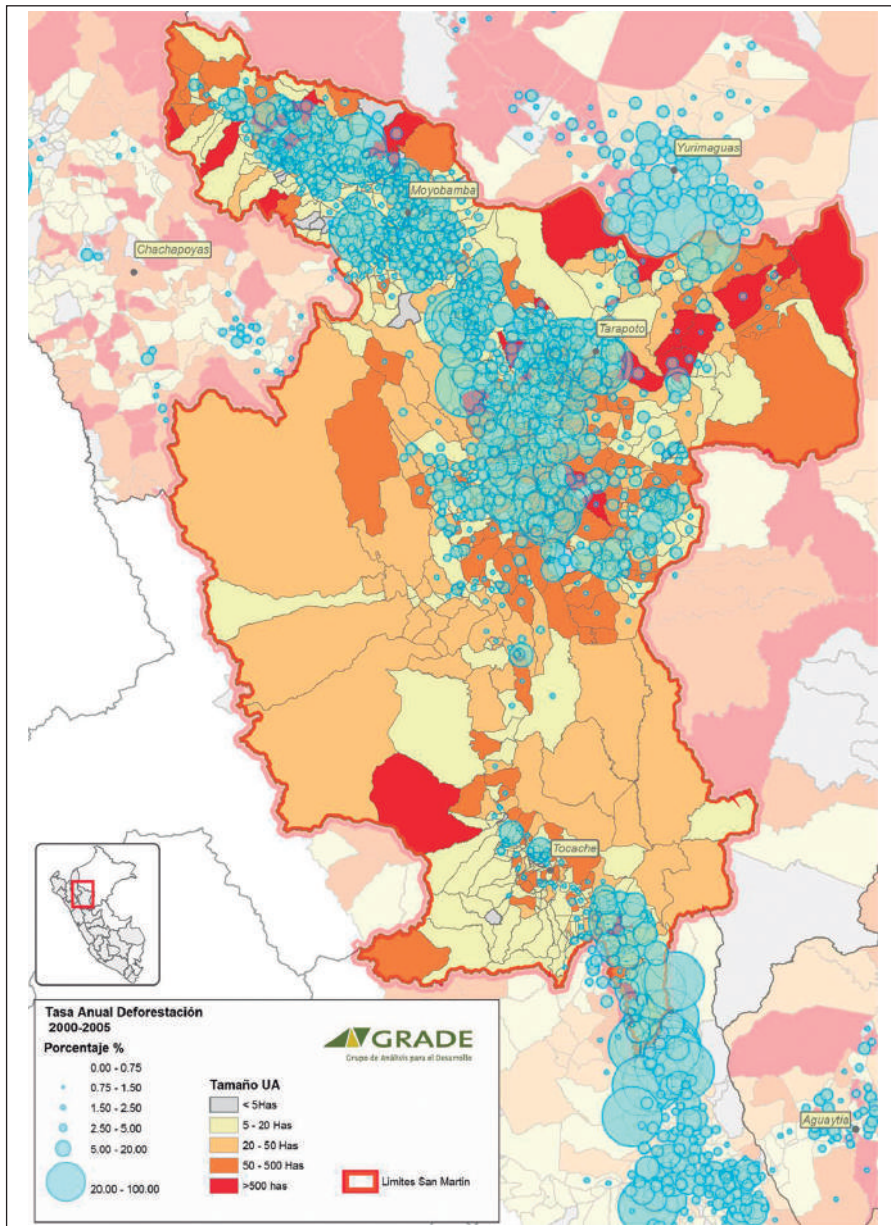 Yurimaguas
Moyobamba
Chachapoyas
Tarapoto
Tocache
Aguaytia
Tasa Anual Deforestación
2000-2005
Porcentaje %
0.00 - 0.75
0.75 - 1.50
1.50 - 2.50
2.50 - 5.00
5.00 - 20.00
20.00 - 100.00
GRADE
Grupo de Análisis para el Desarrollo
Tamaño UA
< 5Has
5 - 20 Has
20 - 50 Has
50 - 500 Has
>500 has
Limites San Martin